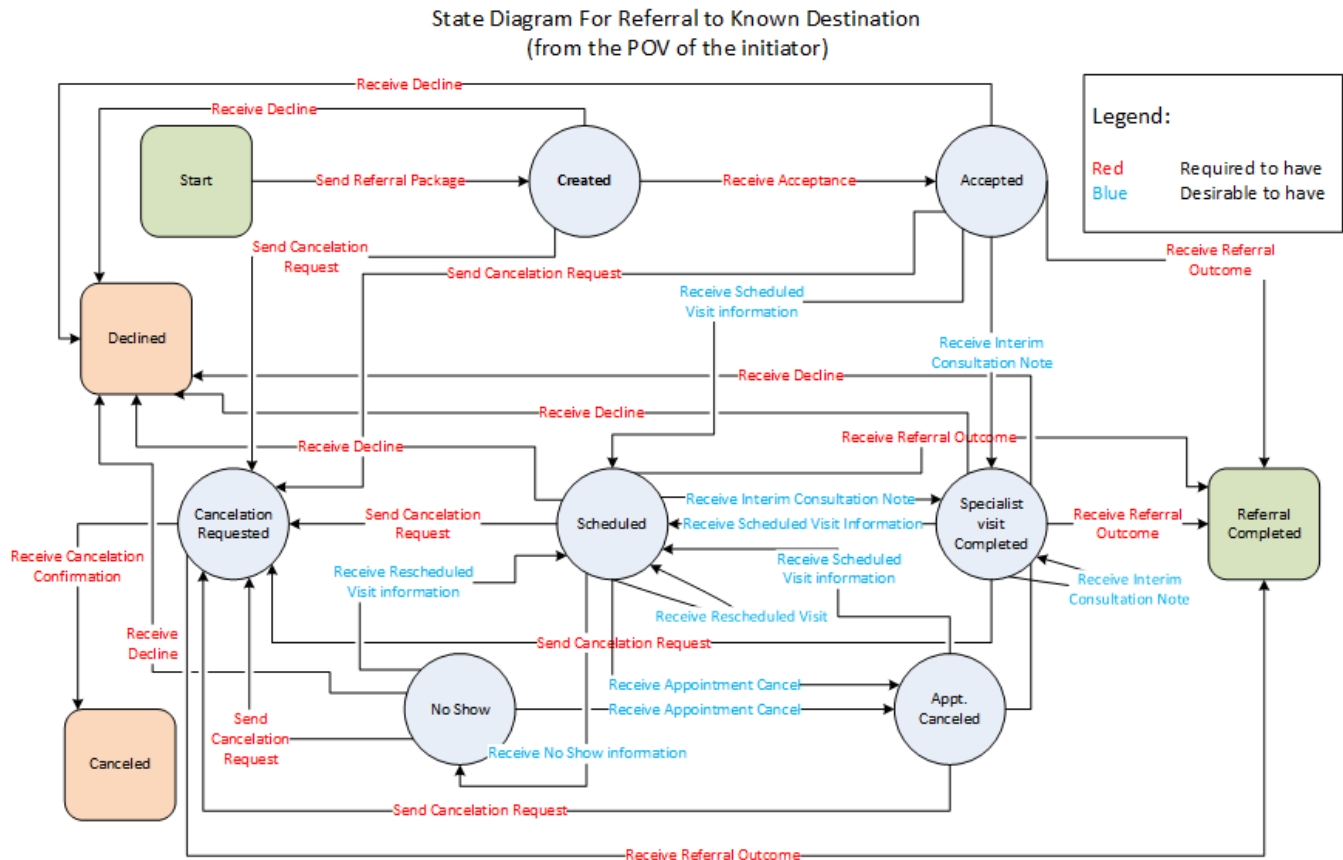 State Diagram For Referral to Known Destination
(from the POV of the initiator)
Receive Decline
Receive Decline
Legend:
Red Required to have
Blue Desirable to have
Start
Send Referral Package
Created
Receive Acceptance
Accepted
Send Cancelation
Request
Send Cancelation Request
Receive Referral
Outcome
Receive Scheduled
Visit information
Declined
Receive Interim
Consultation Note
Receive Decline
Receive Decline
Receive Decline
Receive Referral Outcome
Cancelation
Requested
Send Cancelation
Request
Scheduled
Receive Interim Consultation Note
Receive Scheduled Visit Information
Specialist
visit
Completed
Receive Referral
Outcome
Referral
Completed
Receive Cancelation
Confirmation
Receive Rescheduled
Visit information
Receive Scheduled
Visit information
Receive Interim
Consultation Note
Receive Rescheduled Visit
Receive
Decline
Send Cancelation Request
Receive Appointment Cancel
No Show
Receive Appointment Cancel
Appt.
Canceled
Send
Cancelation
Request
Receive No Show information
Canceled
Send Cancelation Request
Receive Referral Outcome